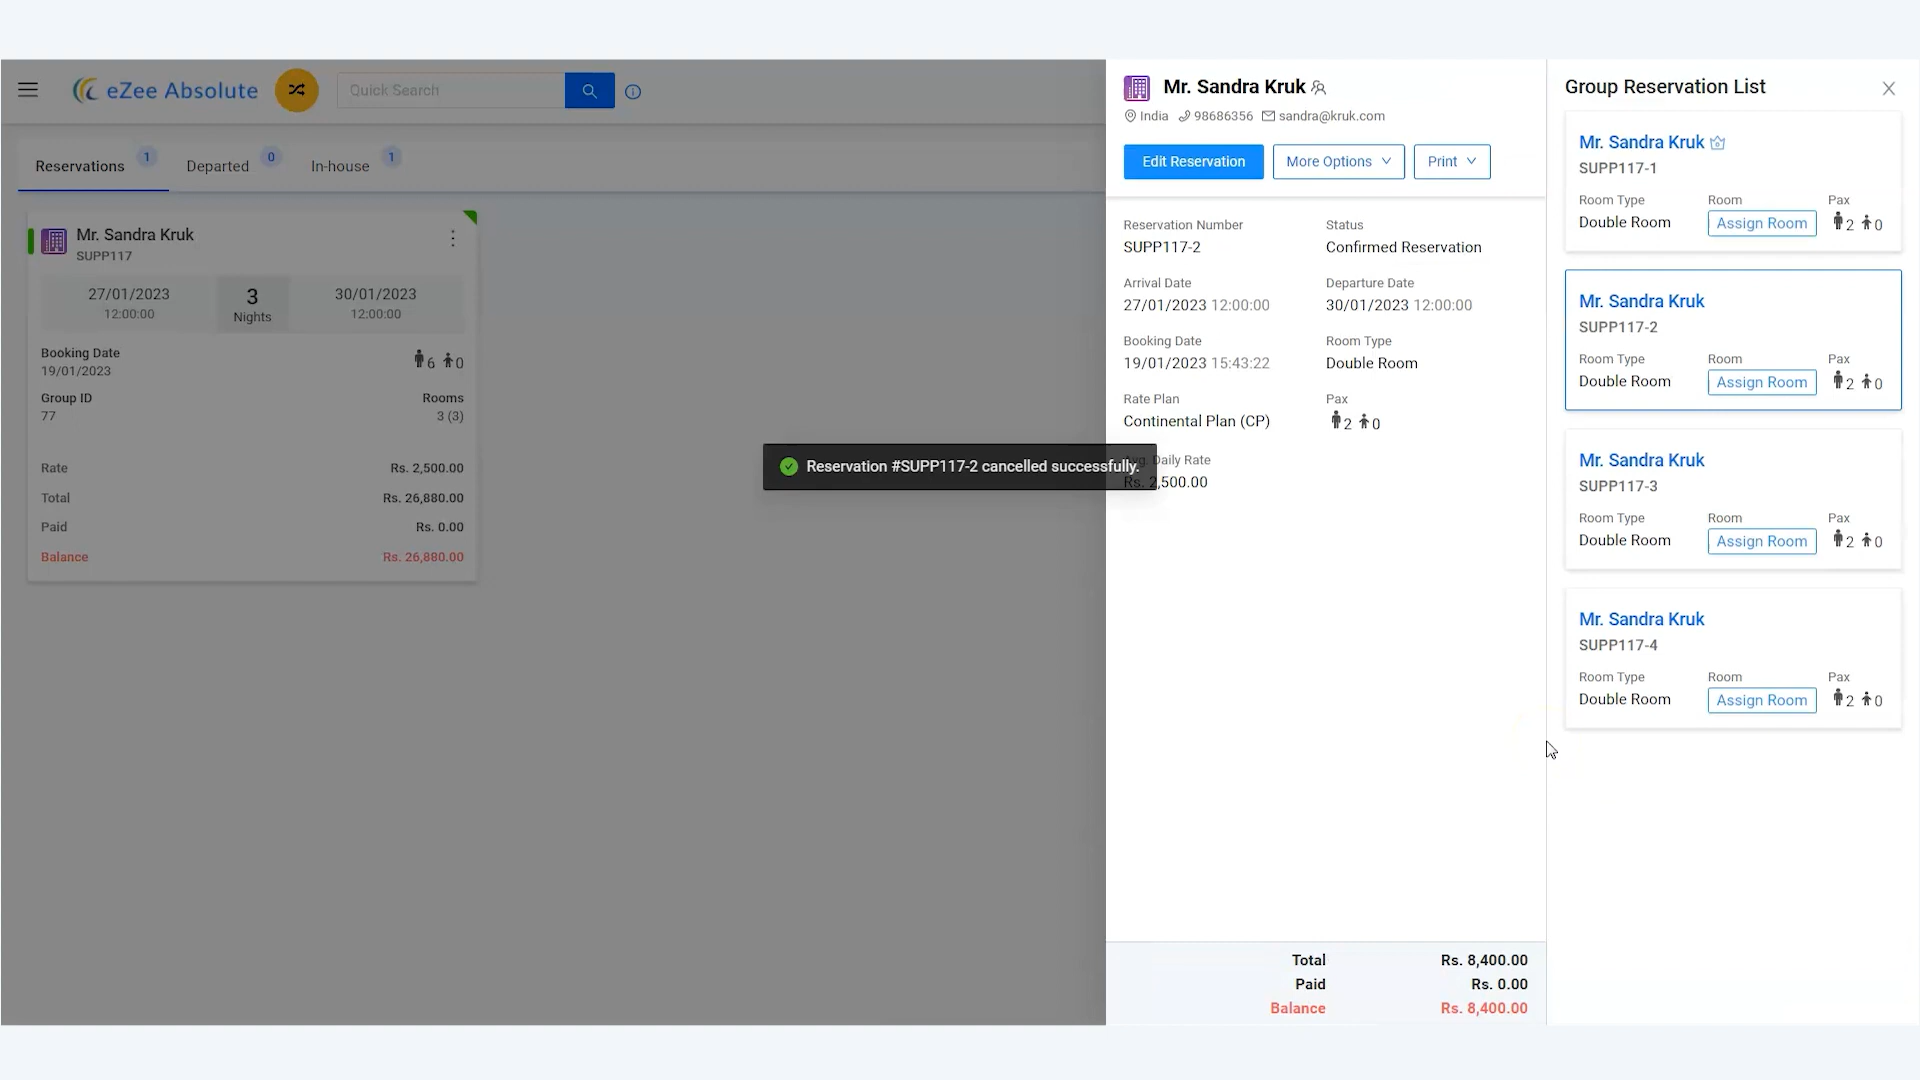 eZee Absolute
Quick Search
Reservations 1
Departed 0
In-house 1
Mr. Sandra Kruk
SUPP117
27/01/2023
12:00:00
3
Nights
30/01/2023
12:00:00
Booking Date
19/01/2023
6 0
Group ID
77
Rooms
3 (3)
Rate Rs. 2,500.00
Total Rs. 26,880.00
Paid Rs. 0.00
Balance Rs. 26,880.00
Reservation #SUPP117-2 cancelled successfully.
Mr. Sandra Kruk
India 98686356 sandra@kruk.com
Edit Reservation More Options Print
Reservation Number
SUPP117-2
Status
Confirmed Reservation
Arrival Date
27/01/2023 12:00:00
Departure Date
30/01/2023 12:00:00
Booking Date
19/01/2023 15:43:22
Room Type
Double Room
Rate Plan
Continental Plan (CP)
Pax
2 0
Avg. Daily Rate
Rs. 2,500.00
Total Rs. 8,400.00
Paid Rs. 0.00
Balance Rs. 8,400.00
Group Reservation List
Mr. Sandra Kruk
SUPP117-1
Room Type Room Pax
Double Room Assign Room 2 0
Mr. Sandra Kruk
SUPP117-2
Room Type Room Pax
Double Room Assign Room 2 0
Mr. Sandra Kruk
SUPP117-3
Room Type Room Pax
Double Room Assign Room 2 0
Mr. Sandra Kruk
SUPP117-4
Room Type Room Pax
Double Room Assign Room 2 0